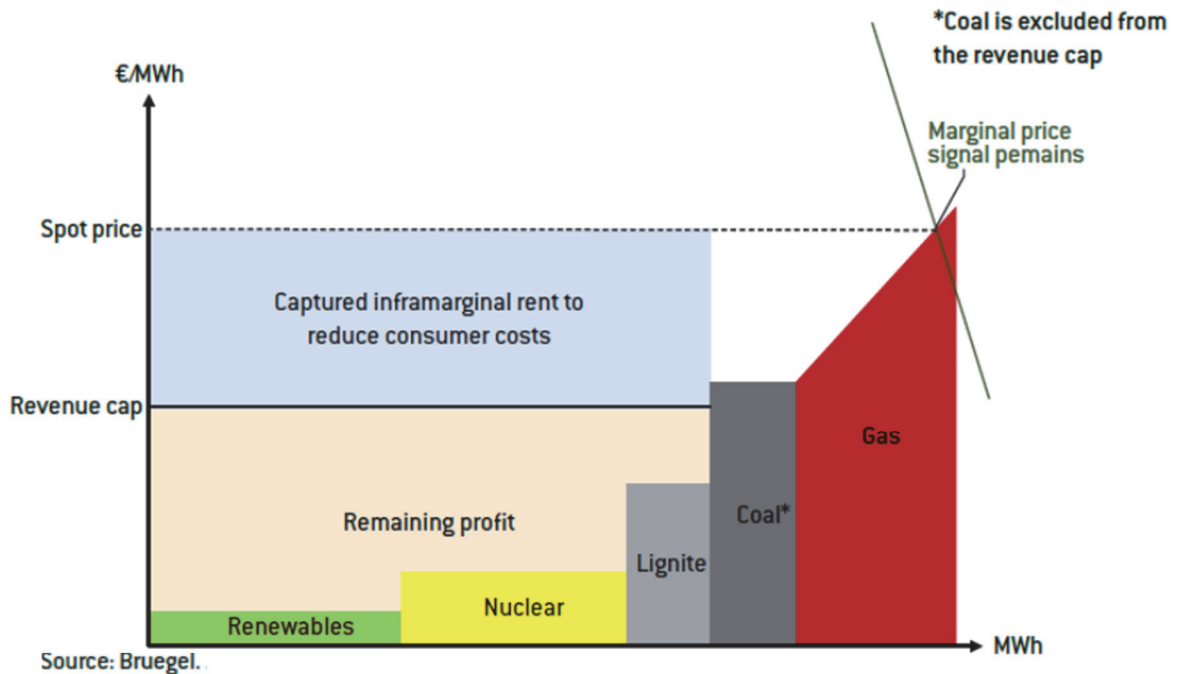 *Coal is excluded from
the revenue cap
€/MWh
Marginal price
signal pemains
Spot price
Captured inframarginal rent to
reduce consumer costs
Revenue cap
Gas
Remaining profit
Coal*
Lignite
Nuclear
Renewables
MWh
Source: Bruegel.